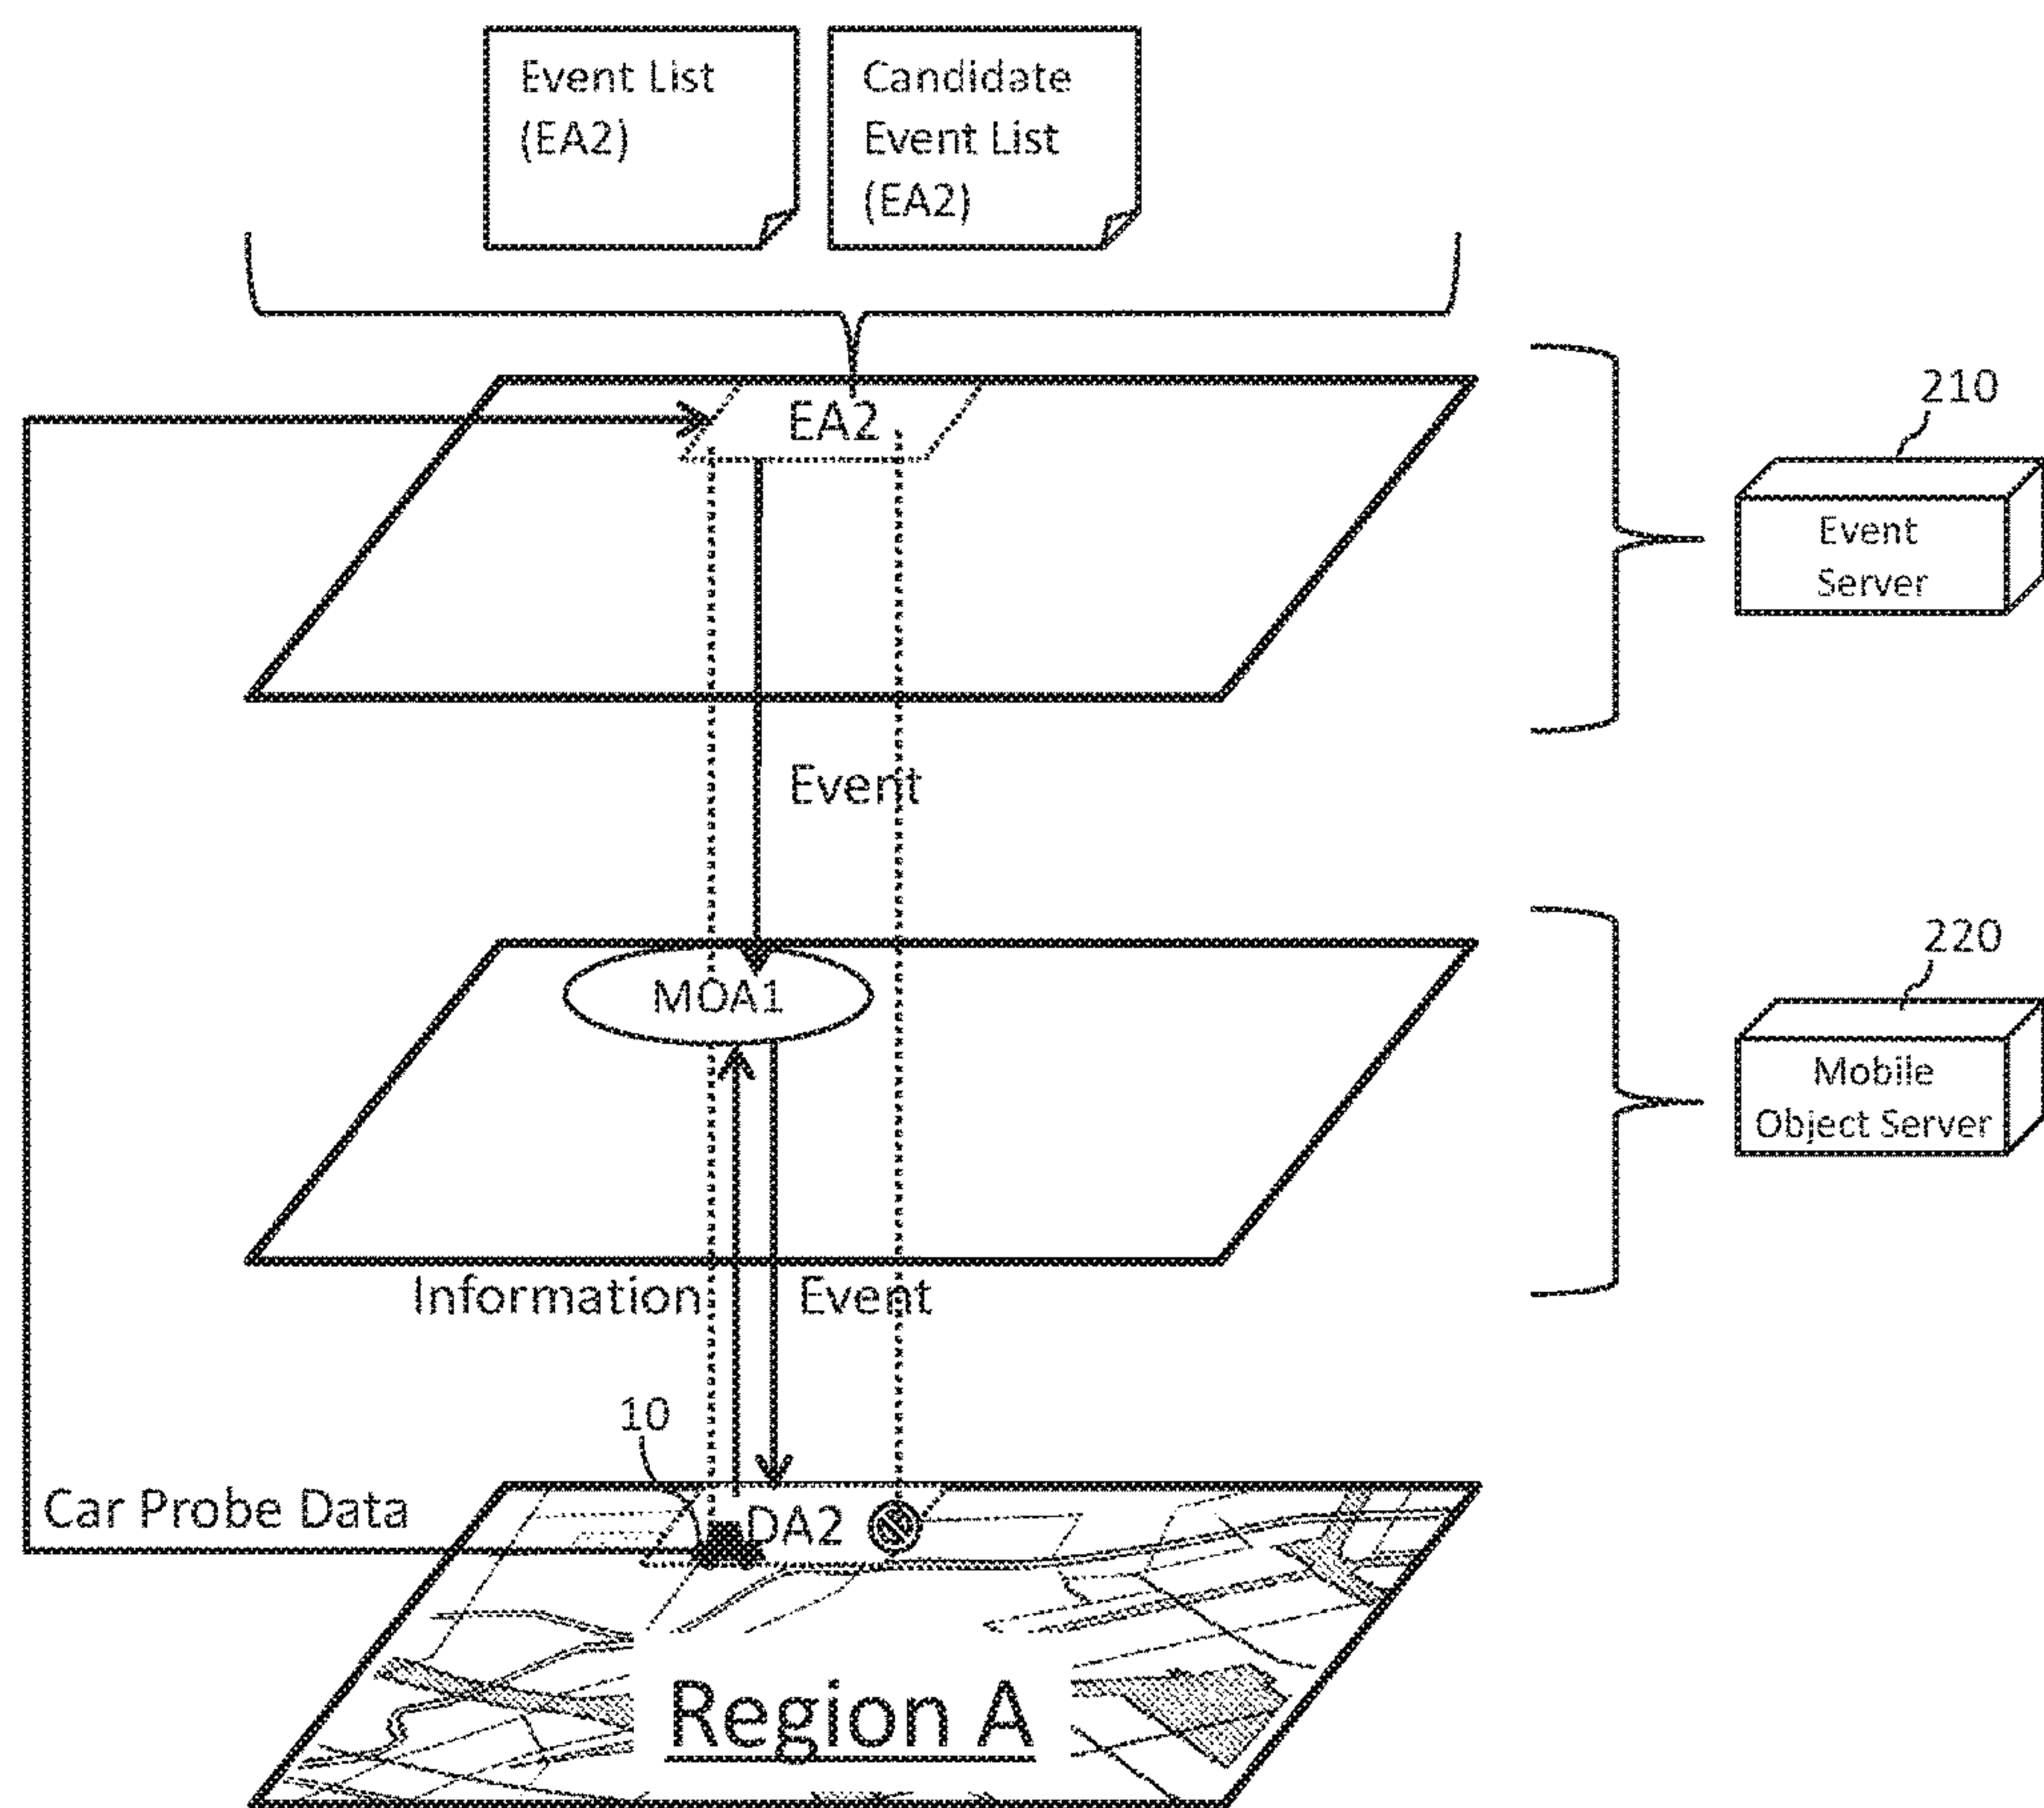 Event List
(EA2)
Candidate
Event List
(EA2)
EA2
210
Event
Server
Event
220
MOA1
Mobile
Object Server
Information
Event
10
Car Probe Data
DA2
Region A